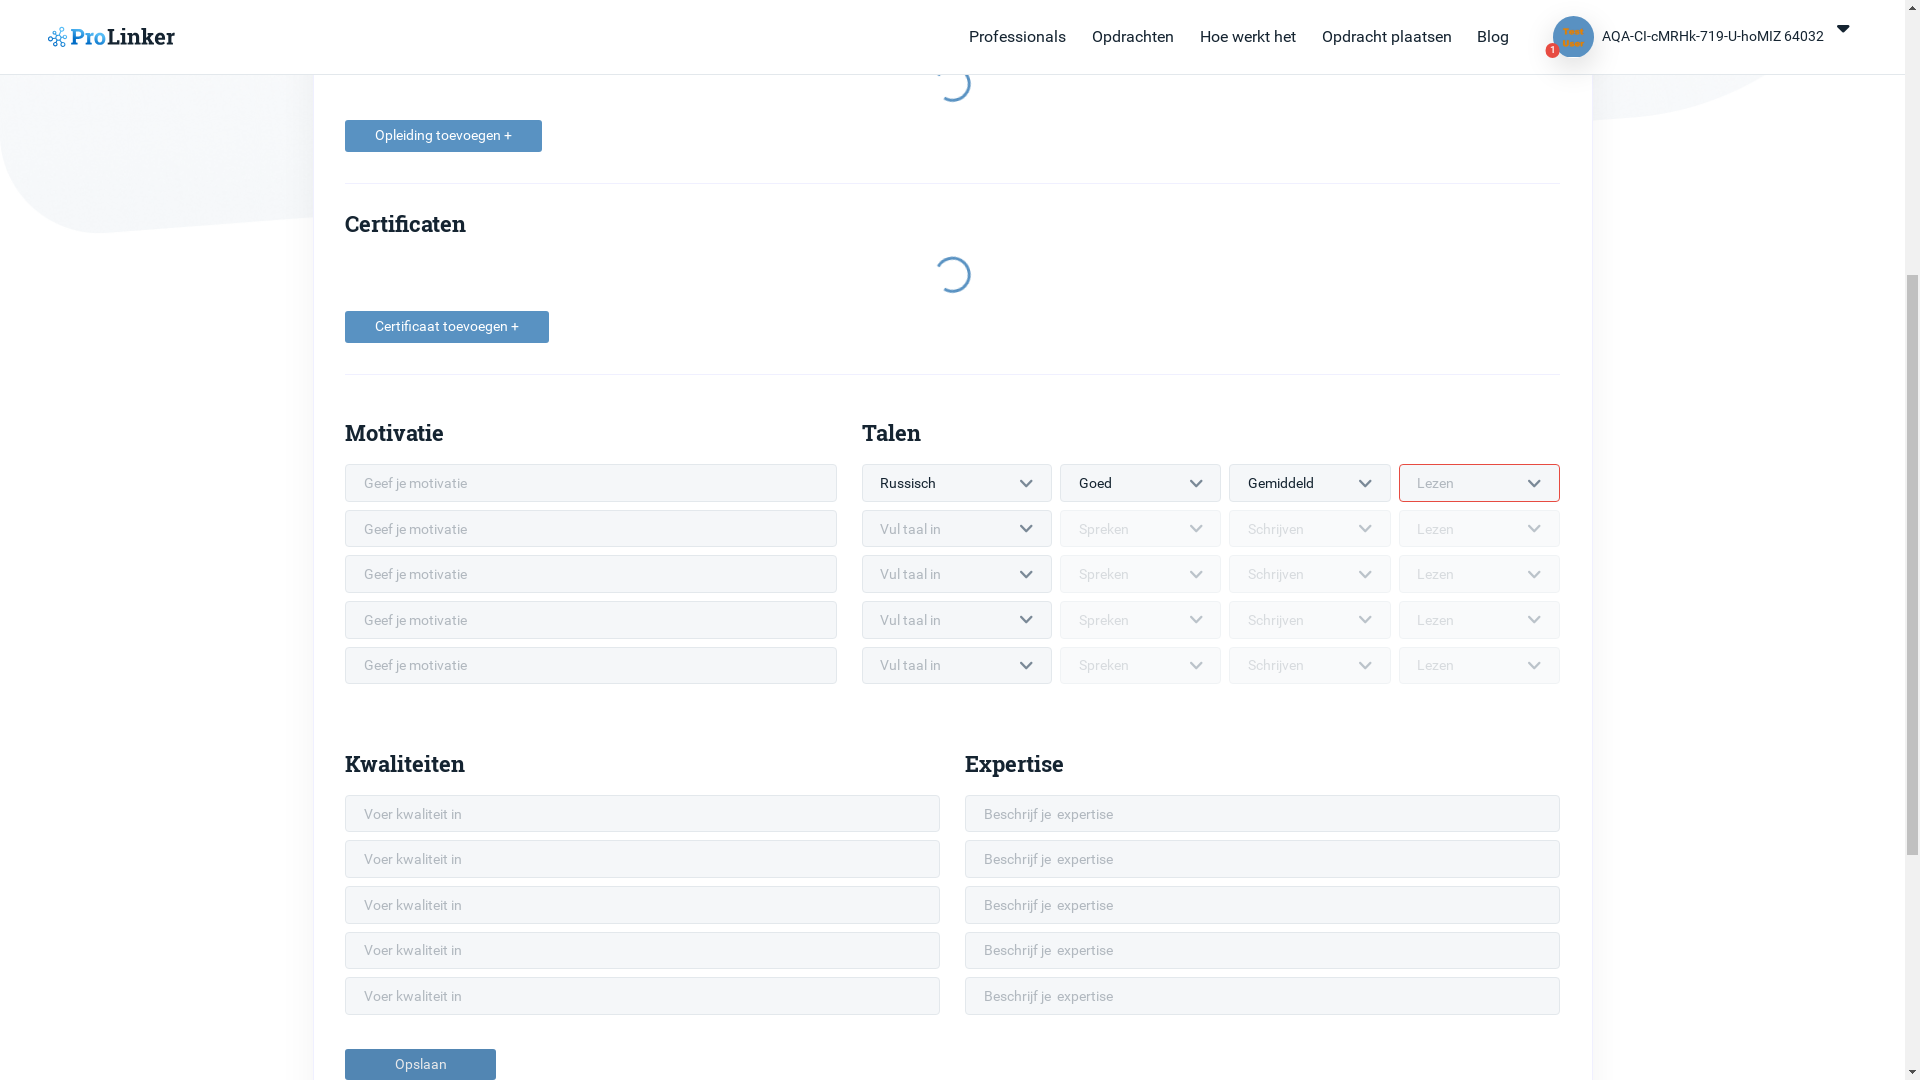 ProLinker
Professionals Opdrachten Hoe werkt het Opdracht plaatsen Blog
1 Test User AQA-CI-cMRHk-719-U-hoMIZ 64032
Opleiding toevoegen +
Certificaten
Certificaat toevoegen +
Motivatie Talen
Geef je motivatie Russisch Goed Gemiddeld Lezen
Geef je motivatie Vul taal in Spreken Schrijven Lezen
Geef je motivatie Vul taal in Spreken Schrijven Lezen
Geef je motivatie Vul taal in Spreken Schrijven Lezen
Geef je motivatie Vul taal in Spreken Schrijven Lezen
Kwaliteiten Expertise
Voer kwaliteit in Beschrijf je expertise
Voer kwaliteit in Beschrijf je expertise
Voer kwaliteit in Beschrijf je expertise
Voer kwaliteit in Beschrijf je expertise
Voer kwaliteit in Beschrijf je expertise
Opslaan